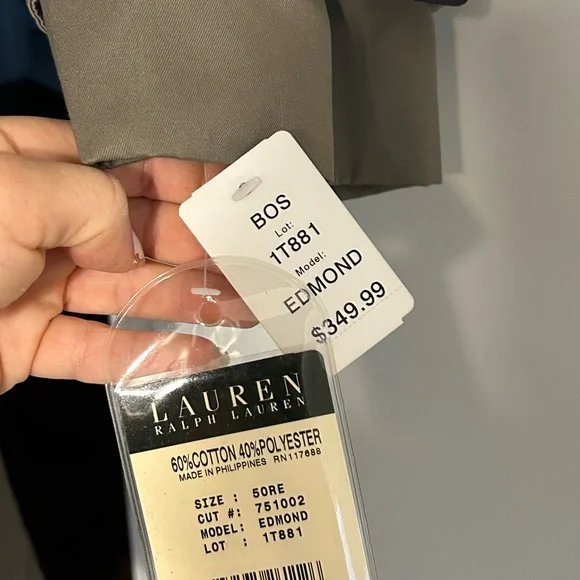 BOS
Lot:
1T881
Model:
EDMOND
$349.99
LAUREN
RALPH LAUREN
60%COTTON 40%POLYESTER
MADE IN PHILIPPINES RN117688
SIZE : 50RE
CUT #: 751002
MODEL: EDMOND
LOT : 1T881